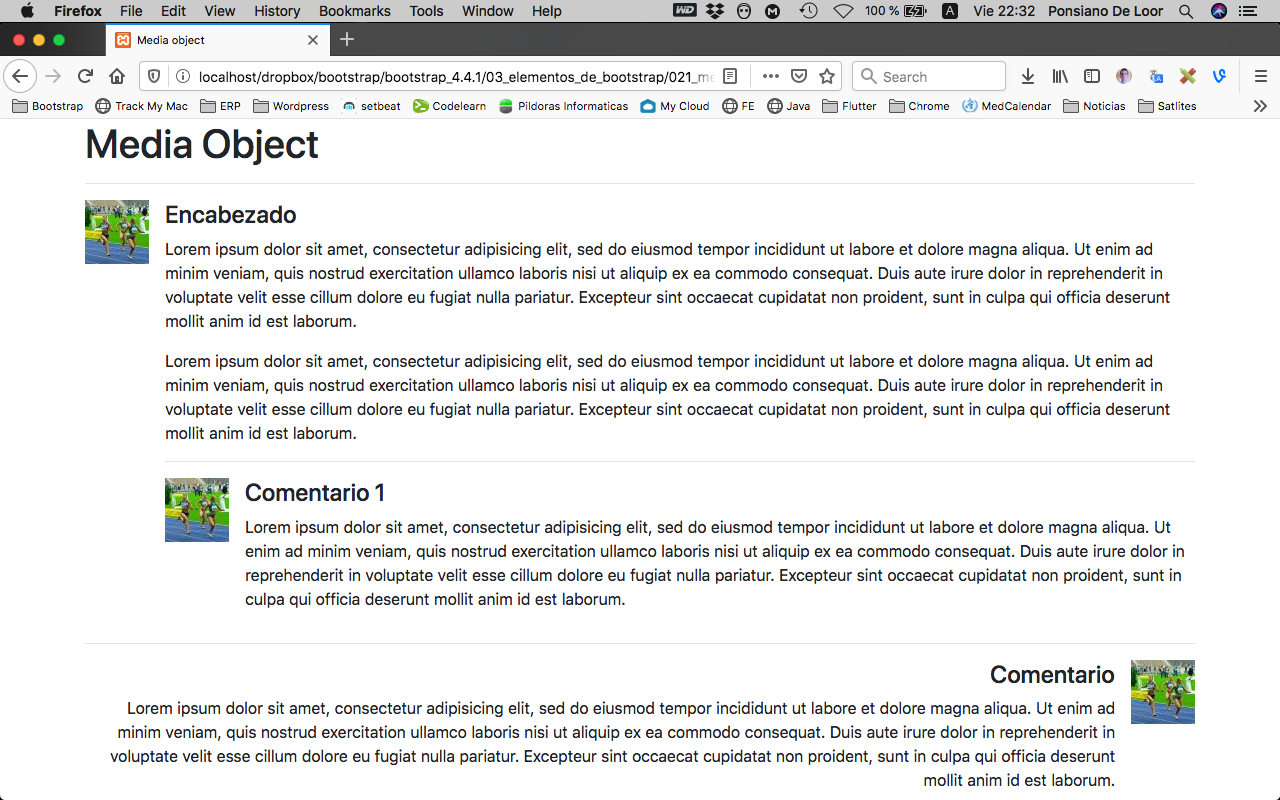 Firefox File Edit View History Bookmarks Tools Window Help WD M 100 % A Vie 22:32 Ponsiano De Loor
Media object
localhost/dropbox/bootstrap/bootstrap_4.4.1/03_elementos_de_bootstrap/021_me
Search
Bootstrap Track My Mac ERP Wordpress setbeat Codelearn Pildoras Informaticas My Cloud FE Java Flutter Chrome MedCalendar Noticias Satlites
Media Object
Encabezado
Lorem ipsum dolor sit amet, consectetur adipisicing elit, sed do eiusmod tempor incididunt ut labore et dolore magna aliqua. Ut enim ad
minim veniam, quis nostrud exercitation ullamco laboris nisi ut aliquip ex ea commodo consequat. Duis aute irure dolor in reprehenderit in
voluptate velit esse cillum dolore eu fugiat nulla pariatur. Excepteur sint occaecat cupidatat non proident, sunt in culpa qui officia deserunt
mollit anim id est laborum.
Lorem ipsum dolor sit amet, consectetur adipisicing elit, sed do eiusmod tempor incididunt ut labore et dolore magna aliqua. Ut enim ad
minim veniam, quis nostrud exercitation ullamco laboris nisi ut aliquip ex ea commodo consequat. Duis aute irure dolor in reprehenderit in
voluptate velit esse cillum dolore eu fugiat nulla pariatur. Excepteur sint occaecat cupidatat non proident, sunt in culpa qui officia deserunt
mollit anim id est laborum.
Comentario 1
Lorem ipsum dolor sit amet, consectetur adipisicing elit, sed do eiusmod tempor incididunt ut labore et dolore magna aliqua. Ut
enim ad minim veniam, quis nostrud exercitation ullamco laboris nisi ut aliquip ex ea commodo consequat. Duis aute irure dolor in
reprehenderit in voluptate velit esse cillum dolore eu fugiat nulla pariatur. Excepteur sint occaecat cupidatat non proident, sunt in
culpa qui officia deserunt mollit anim id est laborum.
Comentario
Lorem ipsum dolor sit amet, consectetur adipisicing elit, sed do eiusmod tempor incididunt ut labore et dolore magna aliqua. Ut enim ad
minim veniam, quis nostrud exercitation ullamco laboris nisi ut aliquip ex ea commodo consequat. Duis aute irure dolor in reprehenderit in
voluptate velit esse cillum dolore eu fugiat nulla pariatur. Excepteur sint occaecat cupidatat non proident, sunt in culpa qui officia deserunt
mollit anim id est laborum.